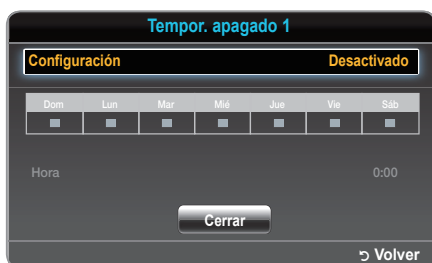 Tempor. apagado 1
Configuración Desactivado
Dom Lun Mar Mié Jue Vie Sáb
Hora 0:00
Cerrar
Volver